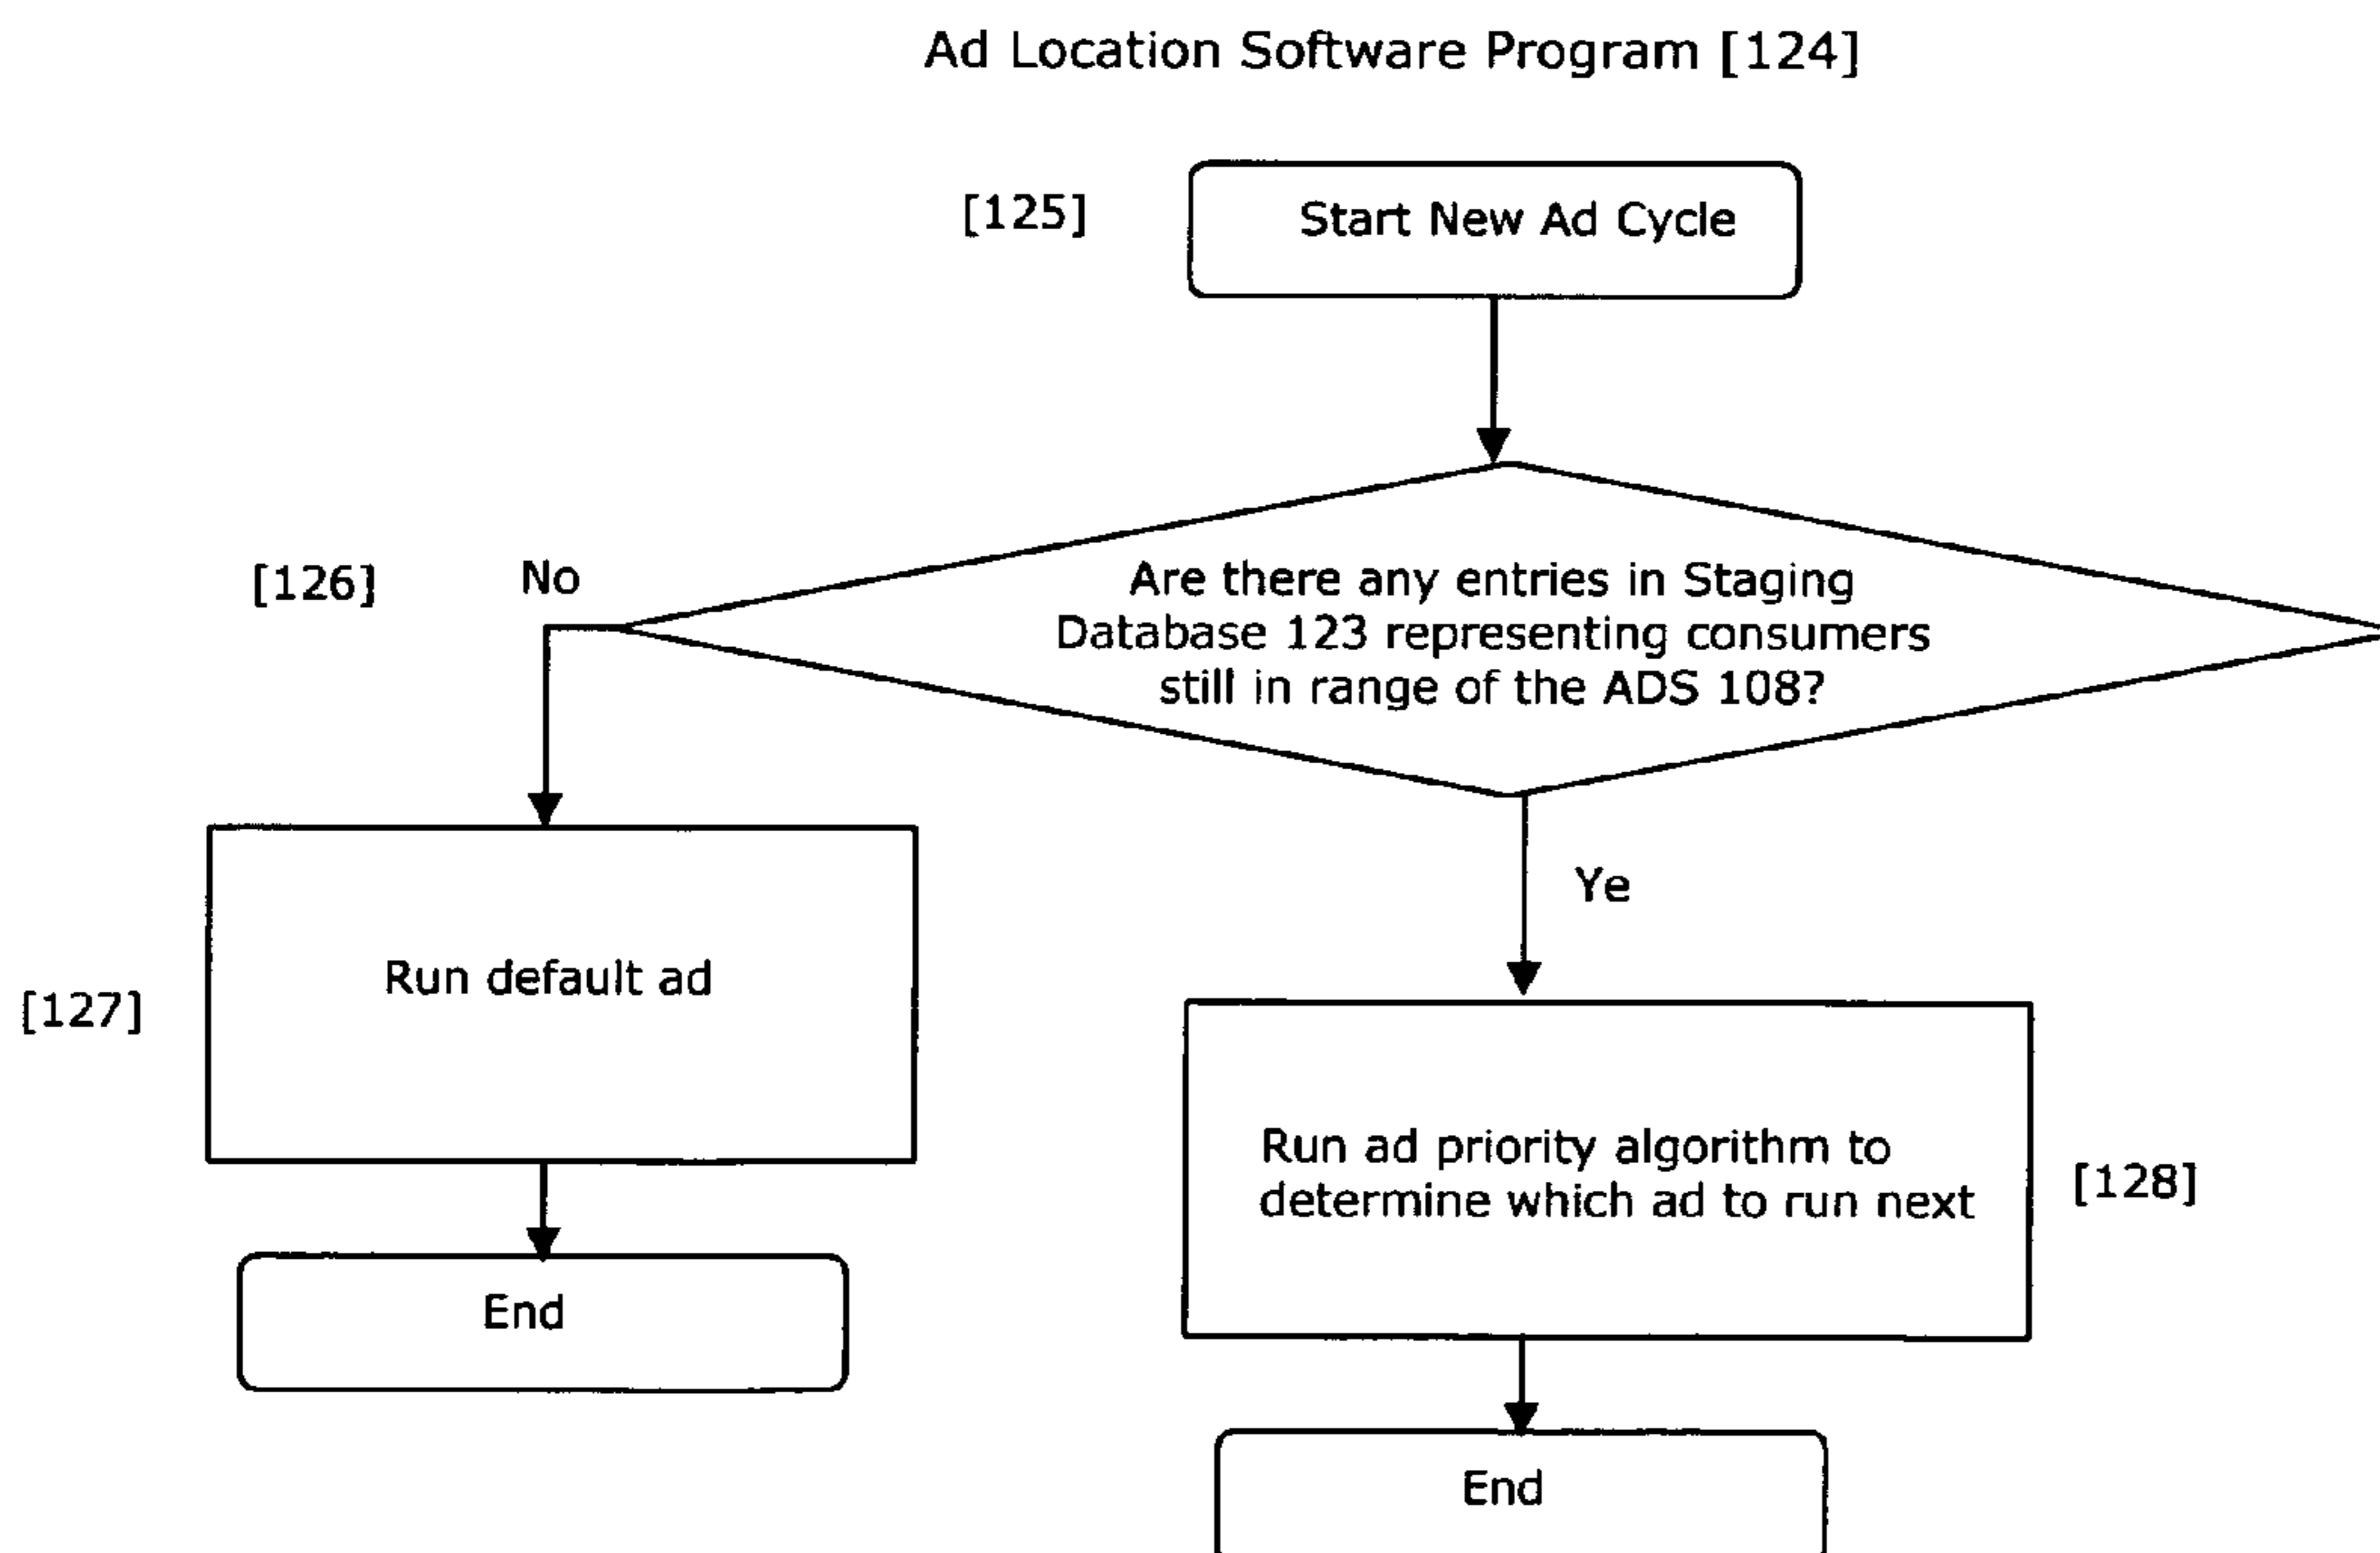 Ad Location Software Program [124]
[125]
Start New Ad Cycle
[126]
No
Are there any entries in Staging
Database 123 representing consumers
still in range of the ADS 108?
Ye
[127]
Run default ad
Run ad priority algorithm to
determine which ad to run next
[128]
End
End